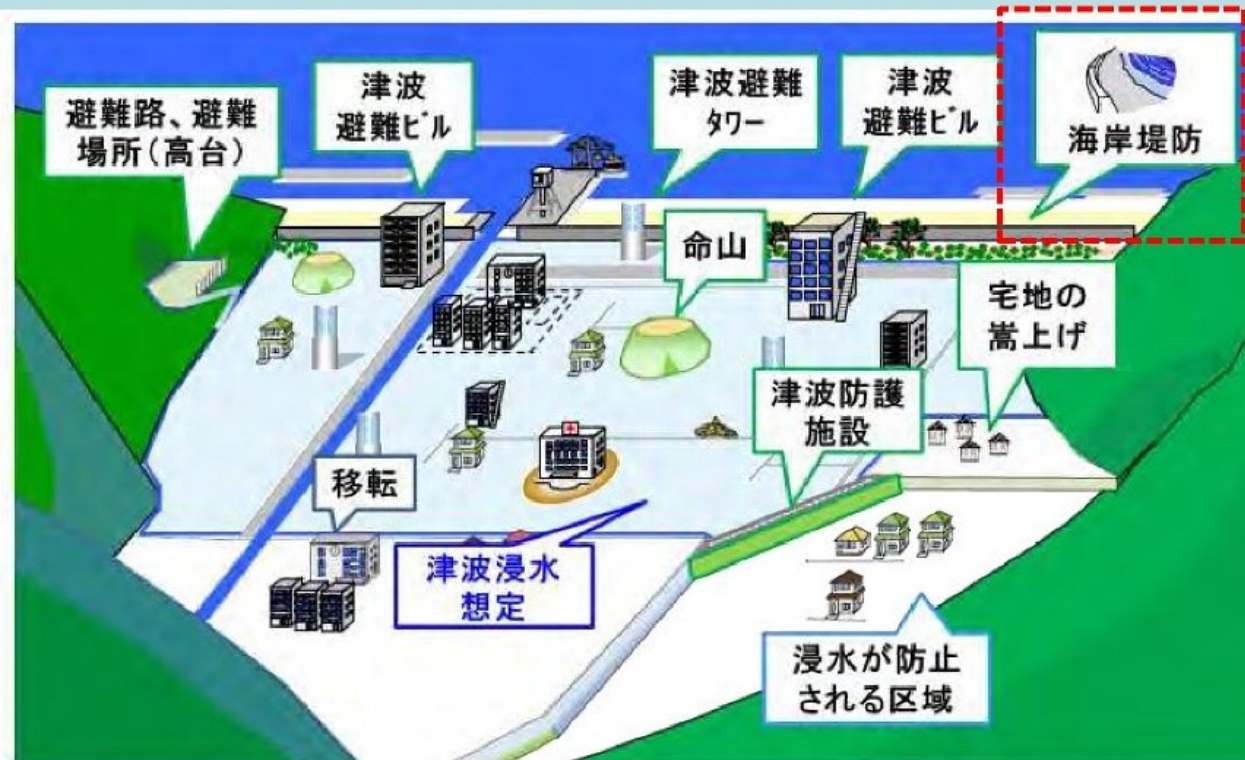 避難路、避難
場所(高台)
津波
避難ビル
津波避難
タワー
津波
避難ビル
海岸堤防
命山
宅地の
嵩上げ
津波防護
施設
移転
津波浸水
想定
浸水が防止
される区域